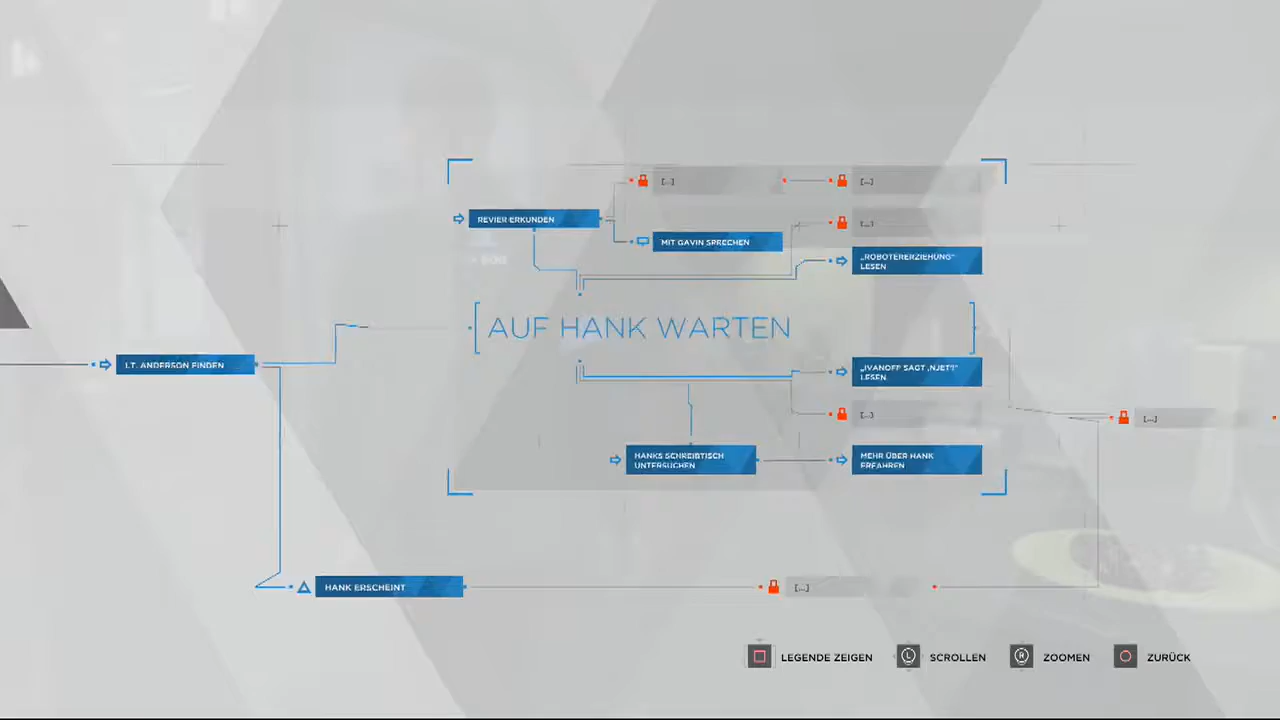 [...]
[...]
REVIER ERKUNDEN
[...]
MIT GAVIN SPRECHEN
„ROBOTERERZIEHUNG“
LESEN
AUF HANK WARTEN
LT. ANDERSON FINDEN
„IVANOFF SAGT ‚NJET‘!“
LESEN
[...]
[...]
HANKS SCHREIBTISCH
UNTERSUCHEN
MEHR ÜBER HANK
ERFAHREN
HANK ERSCHEINT
[...]
LEGENDE ZEIGEN
L
SCROLLEN
R
ZOOMEN
ZURÜCK